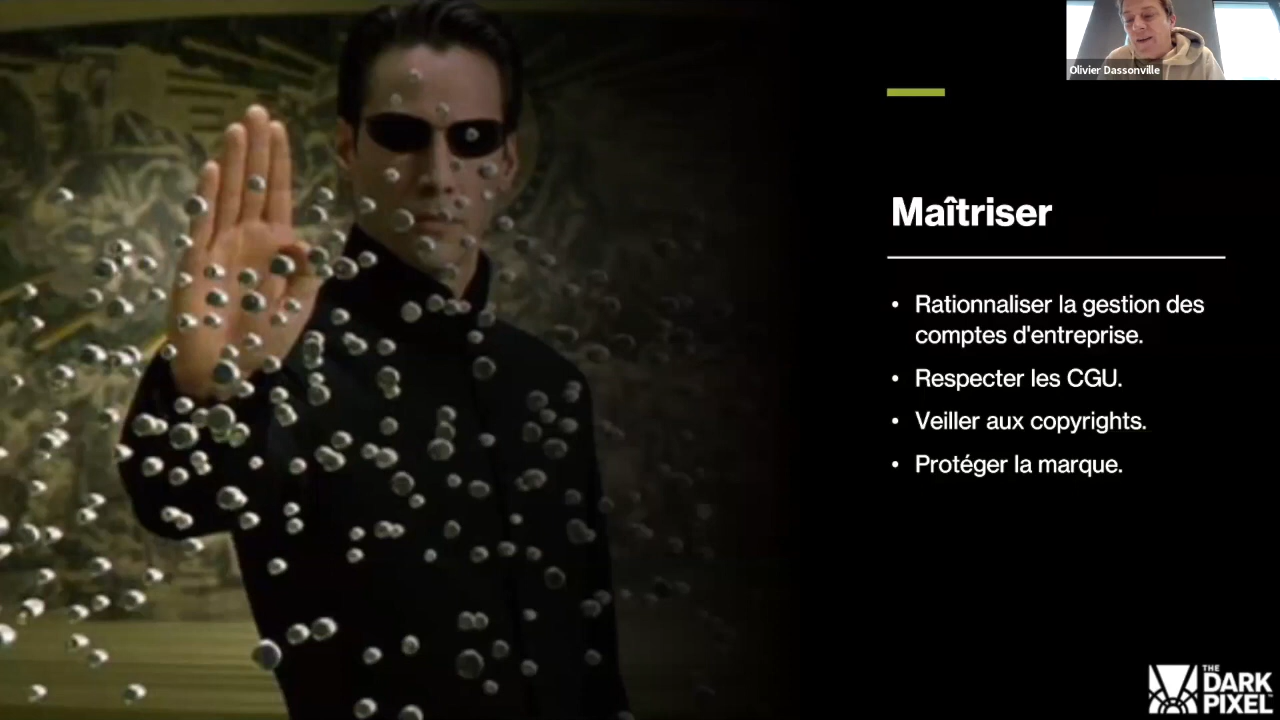 Olivier Dassonville
Maîtriser
• Rationnaliser la gestion des
comptes d'entreprise.
• Respecter les CGU.
• Veiller aux copyrights.
• Protéger la marque.
THE
DARK
PIXEL